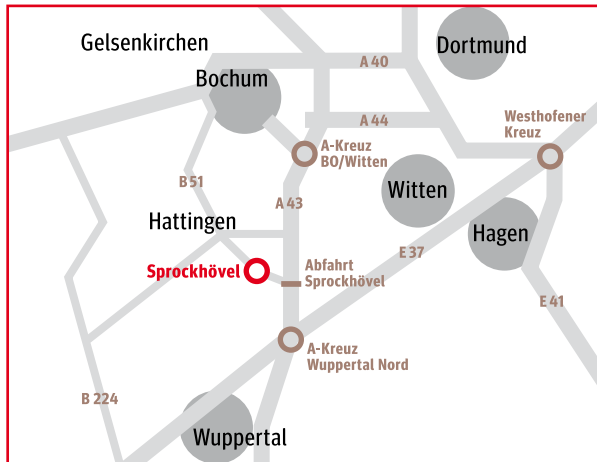 Gelsenkirchen
Dortmund
A 40
Bochum
A 44
Westhofener
Kreuz
A-Kreuz
BO/Witten
B 51
Witten
A 43
Hattingen
Hagen
E 37
Sprockhövel
Abfahrt
Sprockhövel
E 41
A-Kreuz
Wuppertal Nord
B 224
Wuppertal